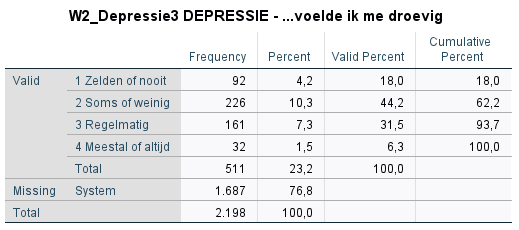 W2_Depressie3 DEPRESSIE - ...voelde ik me droevig
Frequency Percent Valid Percent Cumulative Percent
Valid 1 Zelden of nooit 92 4,2 18,0 18,0
2 Soms of weinig 226 10,3 44,2 62,2
3 Regelmatig 161 7,3 31,5 93,7
4 Meestal of altijd 32 1,5 6,3 100,0
Total 511 23,2 100,0
Missing System 1.687 76,8
Total 2.198 100,0